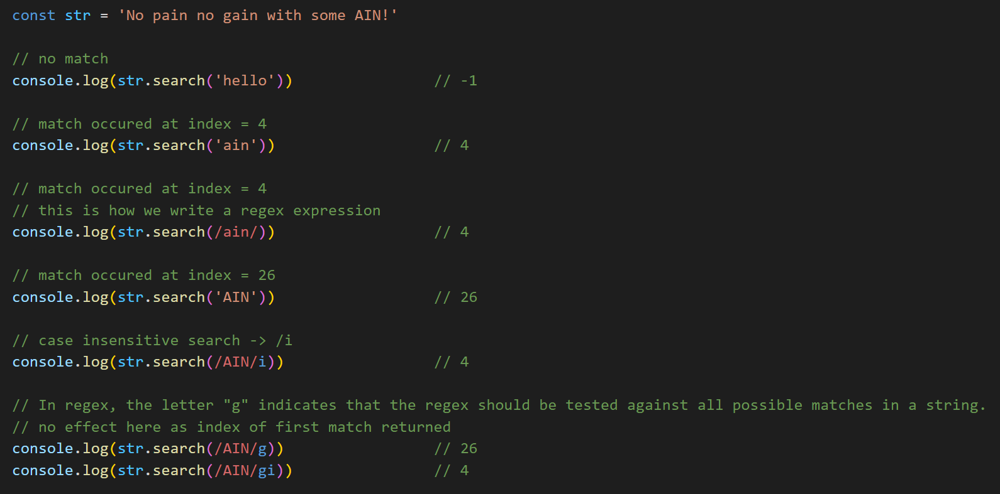 const str = 'No pain no gain with some AIN!'
// no match
console.log(str.search('hello')) // -1
// match occured at index = 4
console.log(str.search('ain')) // 4
// match occured at index = 4
// this is how we write a regex expression
console.log(str.search(/ain/)) // 4
// match occured at index = 26
console.log(str.search('AIN')) // 26
// case insensitive search -> /i
console.log(str.search(/AIN/i)) // 4
// In regex, the letter "g" indicates that the regex should be tested against all possible matches in a string.
// no effect here as index of first match returned
console.log(str.search(/AIN/g)) // 26
console.log(str.search(/AIN/gi)) // 4